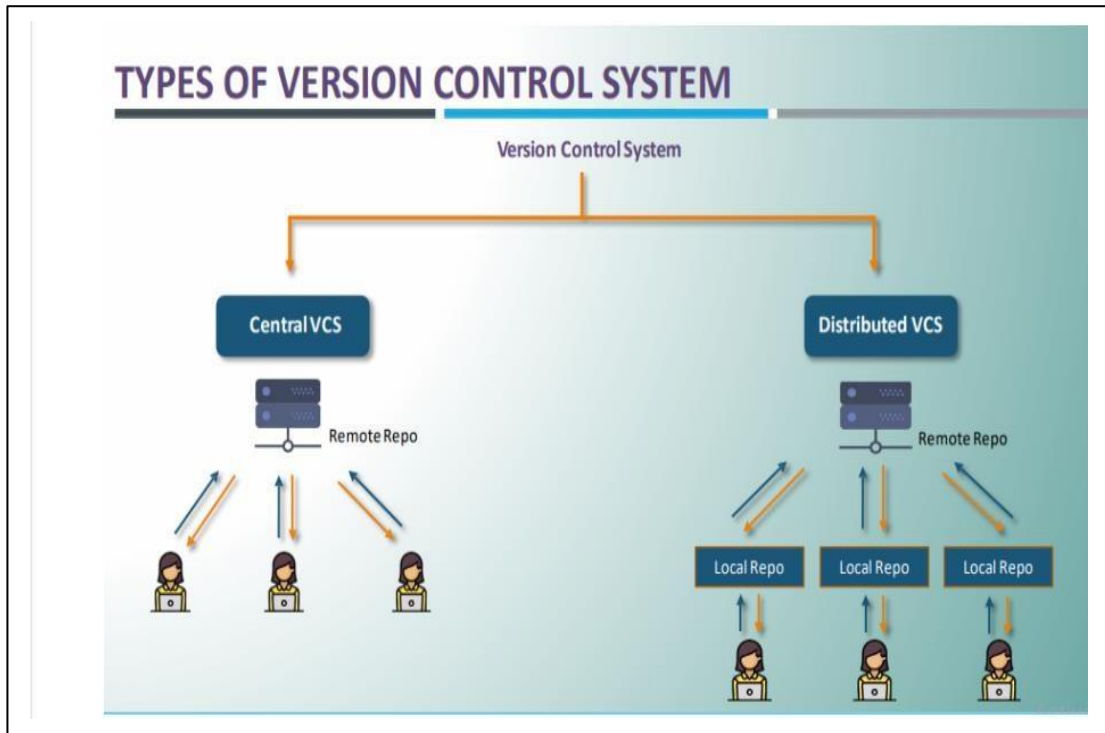 TYPES OF VERSION CONTROL SYSTEM
Version Control System
Central VCS
Distributed VCS
Remote Repo
Remote Repo
Local Repo
Local Repo
Local Repo